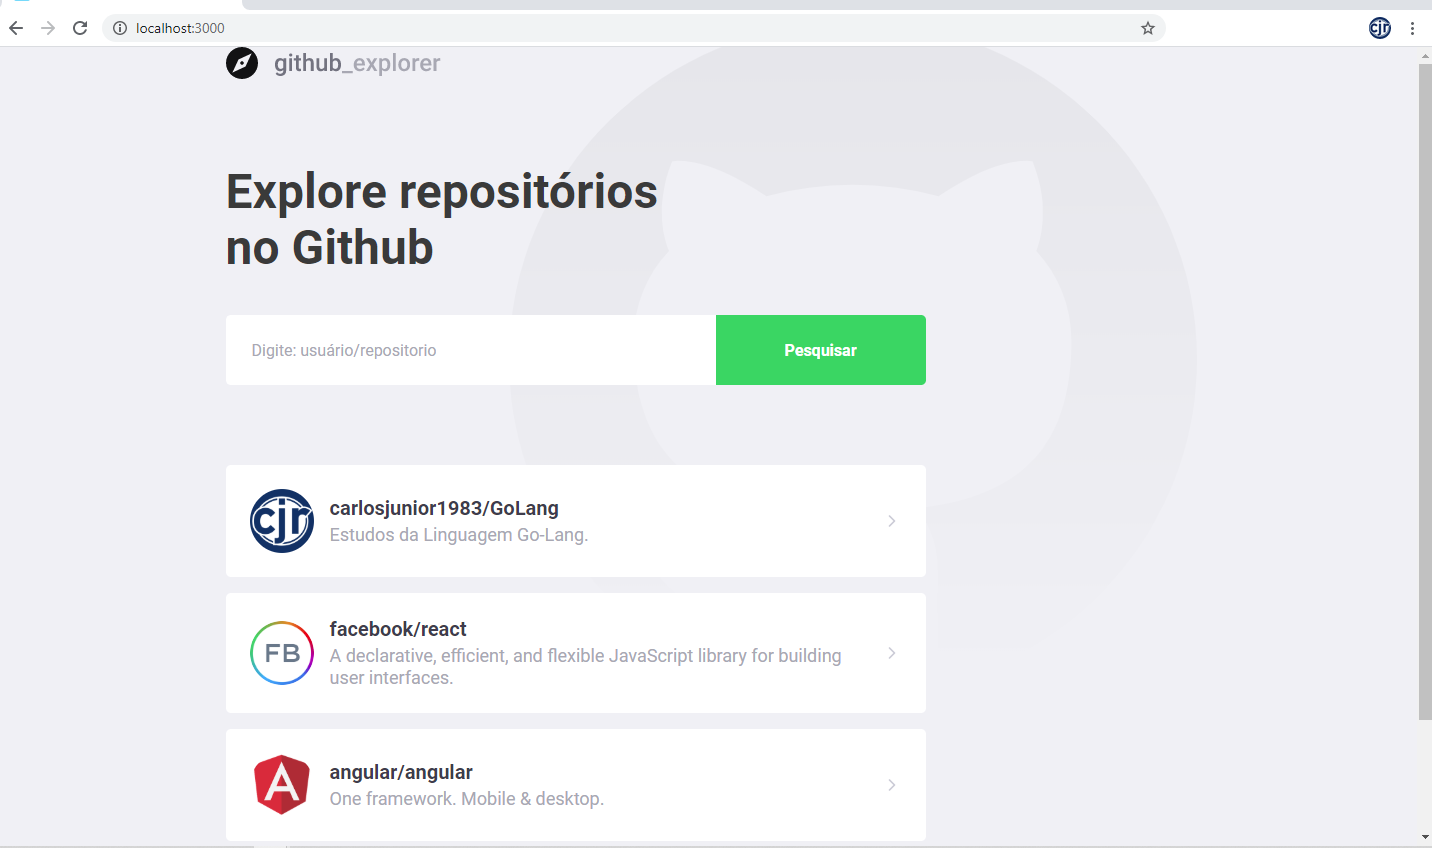 localhost:3000
cjr
github_explorer
Explore repositórios
no Github
Digite: usuário/repositorio
Pesquisar
cjr
carlosjunior1983/GoLang
Estudos da Linguagem Go-Lang.
FB
facebook/react
A declarative, efficient, and flexible JavaScript library for building
user interfaces.
A
angular/angular
One framework. Mobile & desktop.